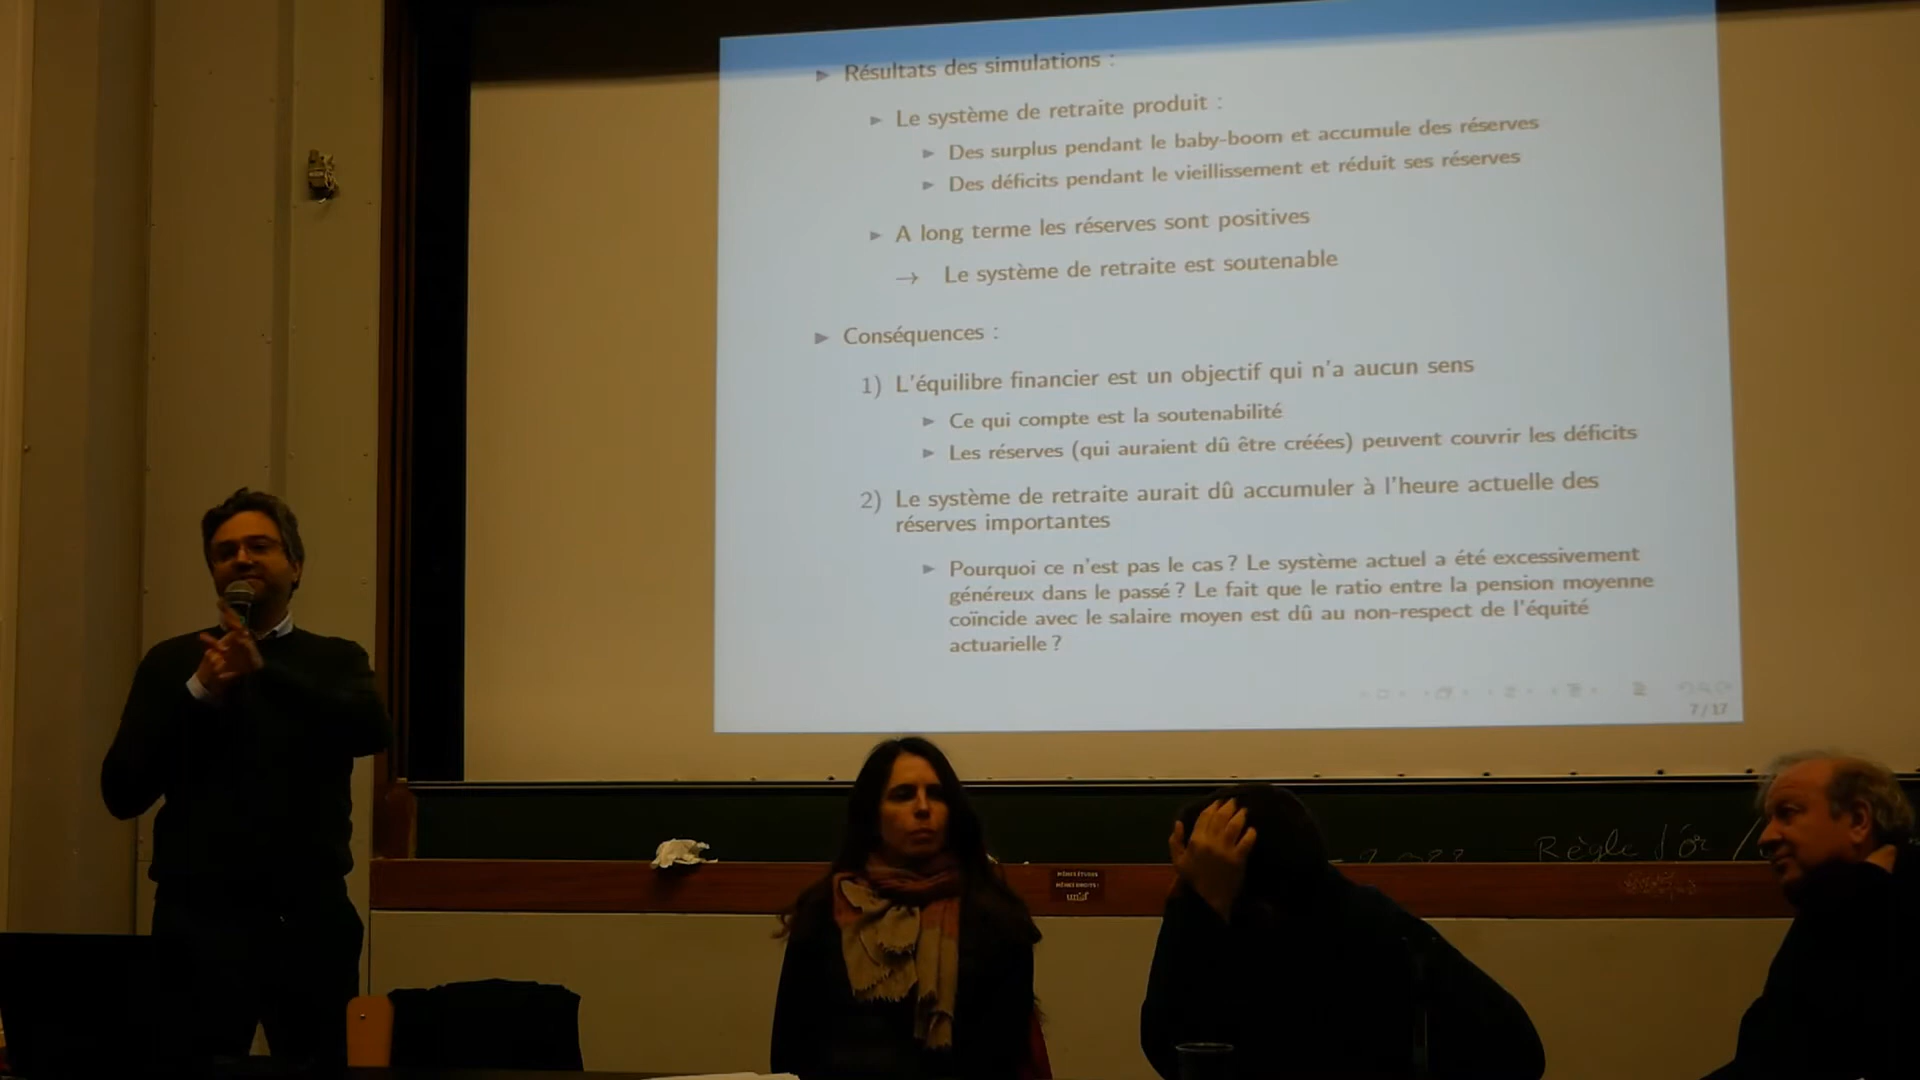 Résultats des simulations :
Le système de retraite produit :
Des surplus pendant le baby-boom et accumule des réserves
Des déficits pendant le vieillissement et réduit ses réserves
A long terme les réserves sont positives
→ Le système de retraite est soutenable
Conséquences :
1) L'équilibre financier est un objectif qui n'a aucun sens
Ce qui compte est la soutenabilité
Les réserves (qui auraient dû être créées) peuvent couvrir les déficits
2) Le système de retraite aurait dû accumuler à l'heure actuelle des
réserves importantes
Pourquoi ce n'est pas le cas ? Le système actuel a été excessivement
généreux dans le passé ? Le fait que le ratio entre la pension moyenne
coïncide avec le salaire moyen est dû au non-respect de l'équité
actuarielle ?
7/17
Règle d'or /
MÊMES ÉTUDES
MÊMES DROITS !
unef